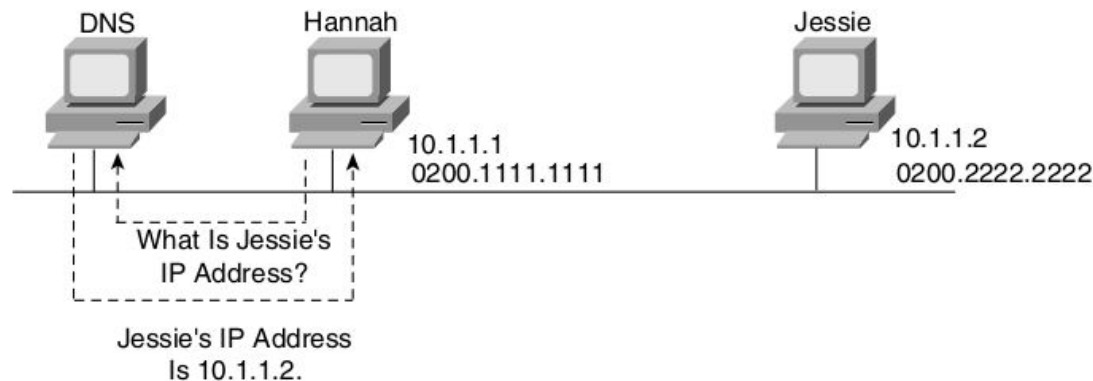 DNS
Hannah
Jessie
10.1.1.1
0200.1111.1111
10.1.1.2
0200.2222.2222
What Is Jessie's
IP Address?
Jessie's IP Address
Is 10.1.1.2.